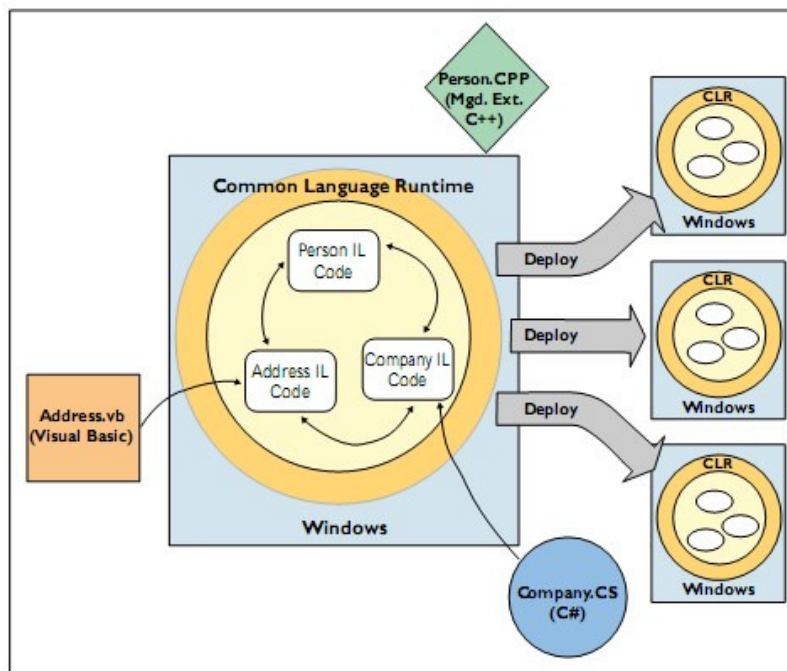 Person.CPP
(Mgd. Ext.
C++)
Common Language Runtime
Person IL
Code
Address IL
Code
Company IL
Code
Windows
Address.vb
(Visual Basic)
Company.CS
(C#)
Deploy
Deploy
Deploy
CLR
Windows
CLR
Windows
CLR
Windows